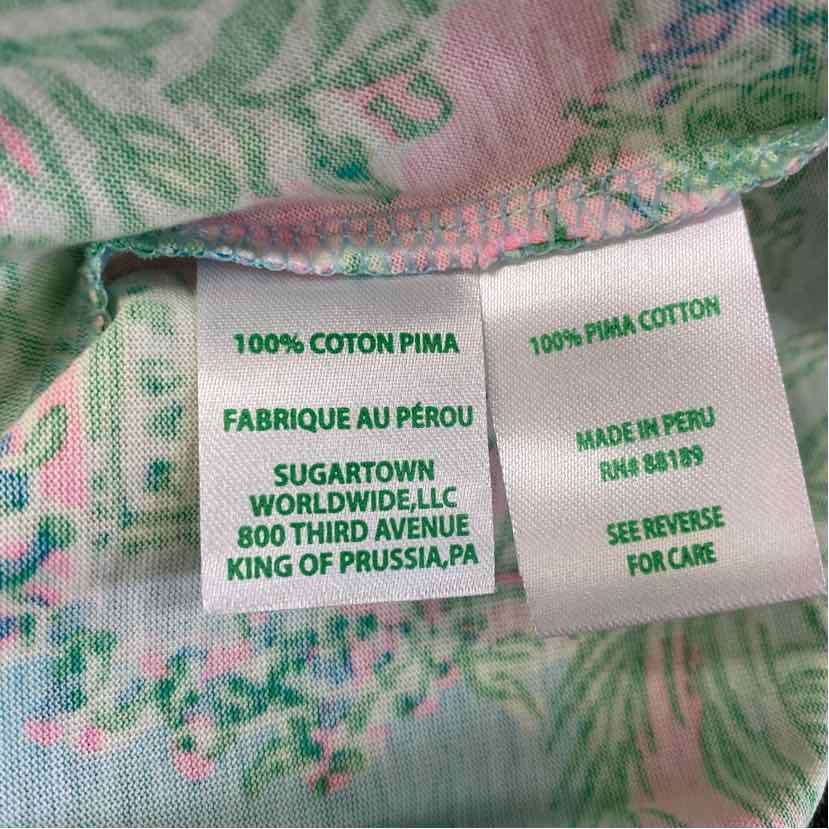 100% COTON PIMA
FABRIQUE AU PÉROU
SUGARTOWN
WORLDWIDE,LLC
800 THIRD AVENUE
KING OF PRUSSIA,PA
100% PIMA COTTON
MADE IN PERU
RN# 88189
SEE REVERSE
FOR CARE